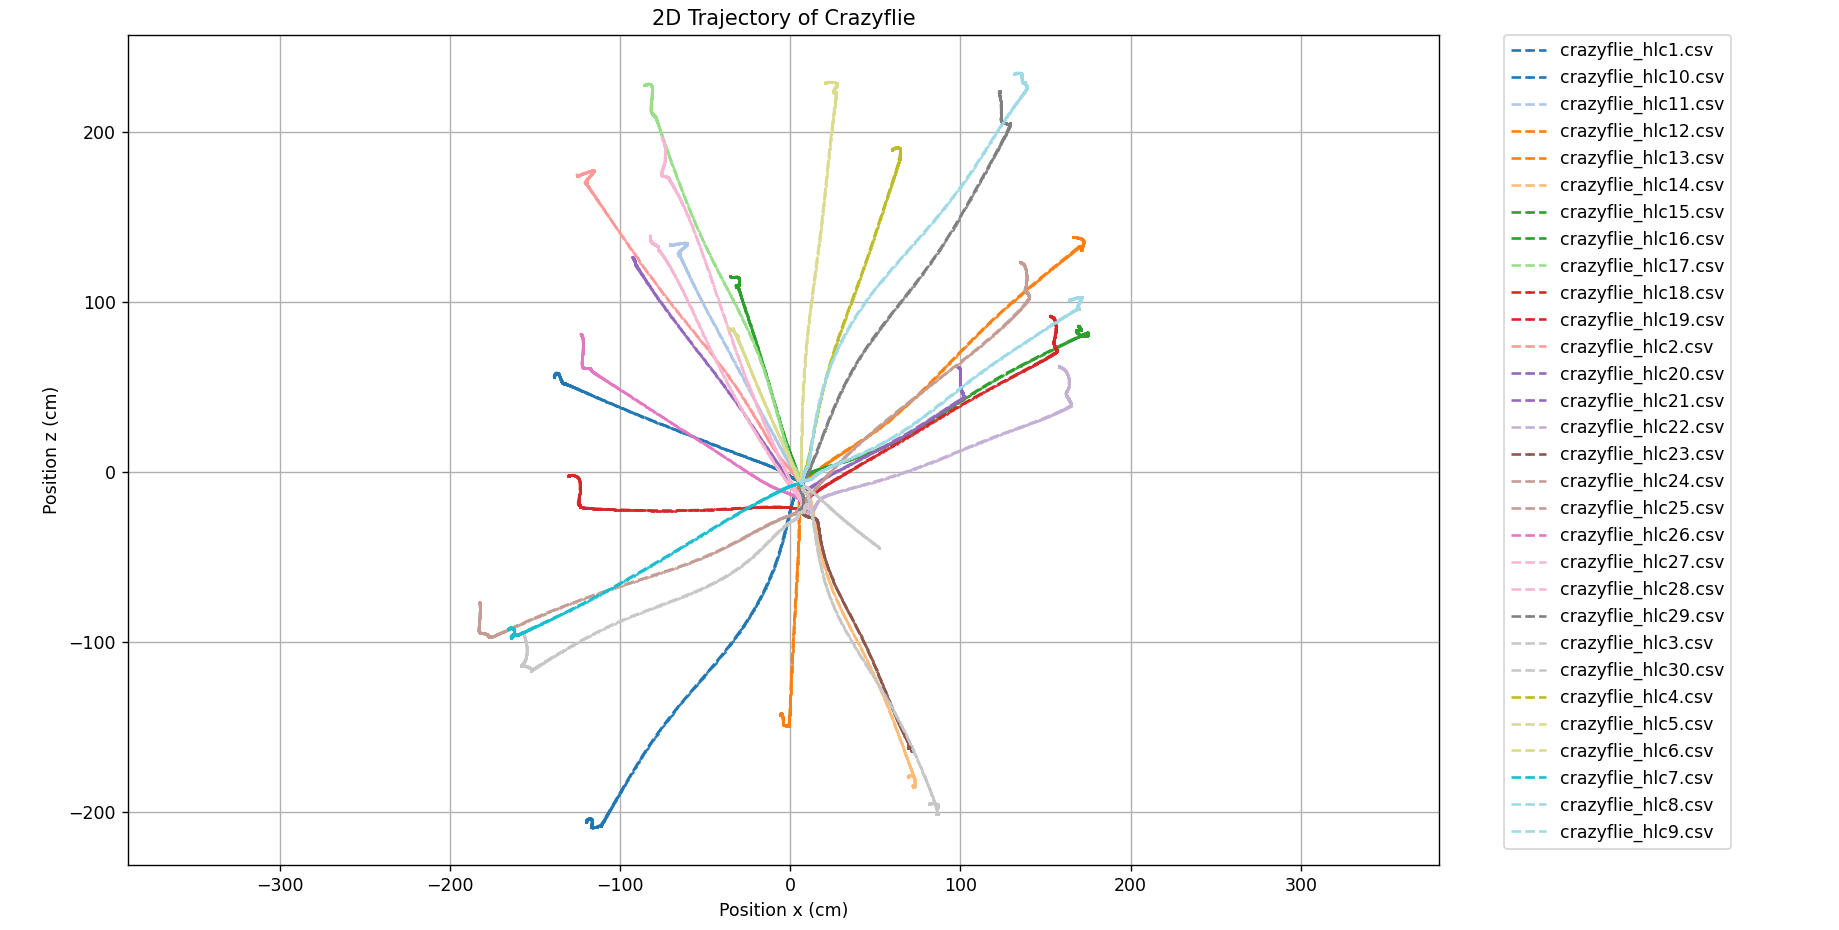 2D Trajectory of Crazyflie
Position z (cm)
200
100
0
−100
−200
−300
−200
−100
0
100
200
300
Position x (cm)
crazyflie_hlc1.csv
crazyflie_hlc10.csv
crazyflie_hlc11.csv
crazyflie_hlc12.csv
crazyflie_hlc13.csv
crazyflie_hlc14.csv
crazyflie_hlc15.csv
crazyflie_hlc16.csv
crazyflie_hlc17.csv
crazyflie_hlc18.csv
crazyflie_hlc19.csv
crazyflie_hlc2.csv
crazyflie_hlc20.csv
crazyflie_hlc21.csv
crazyflie_hlc22.csv
crazyflie_hlc23.csv
crazyflie_hlc24.csv
crazyflie_hlc25.csv
crazyflie_hlc26.csv
crazyflie_hlc27.csv
crazyflie_hlc28.csv
crazyflie_hlc29.csv
crazyflie_hlc3.csv
crazyflie_hlc30.csv
crazyflie_hlc4.csv
crazyflie_hlc5.csv
crazyflie_hlc6.csv
crazyflie_hlc7.csv
crazyflie_hlc8.csv
crazyflie_hlc9.csv